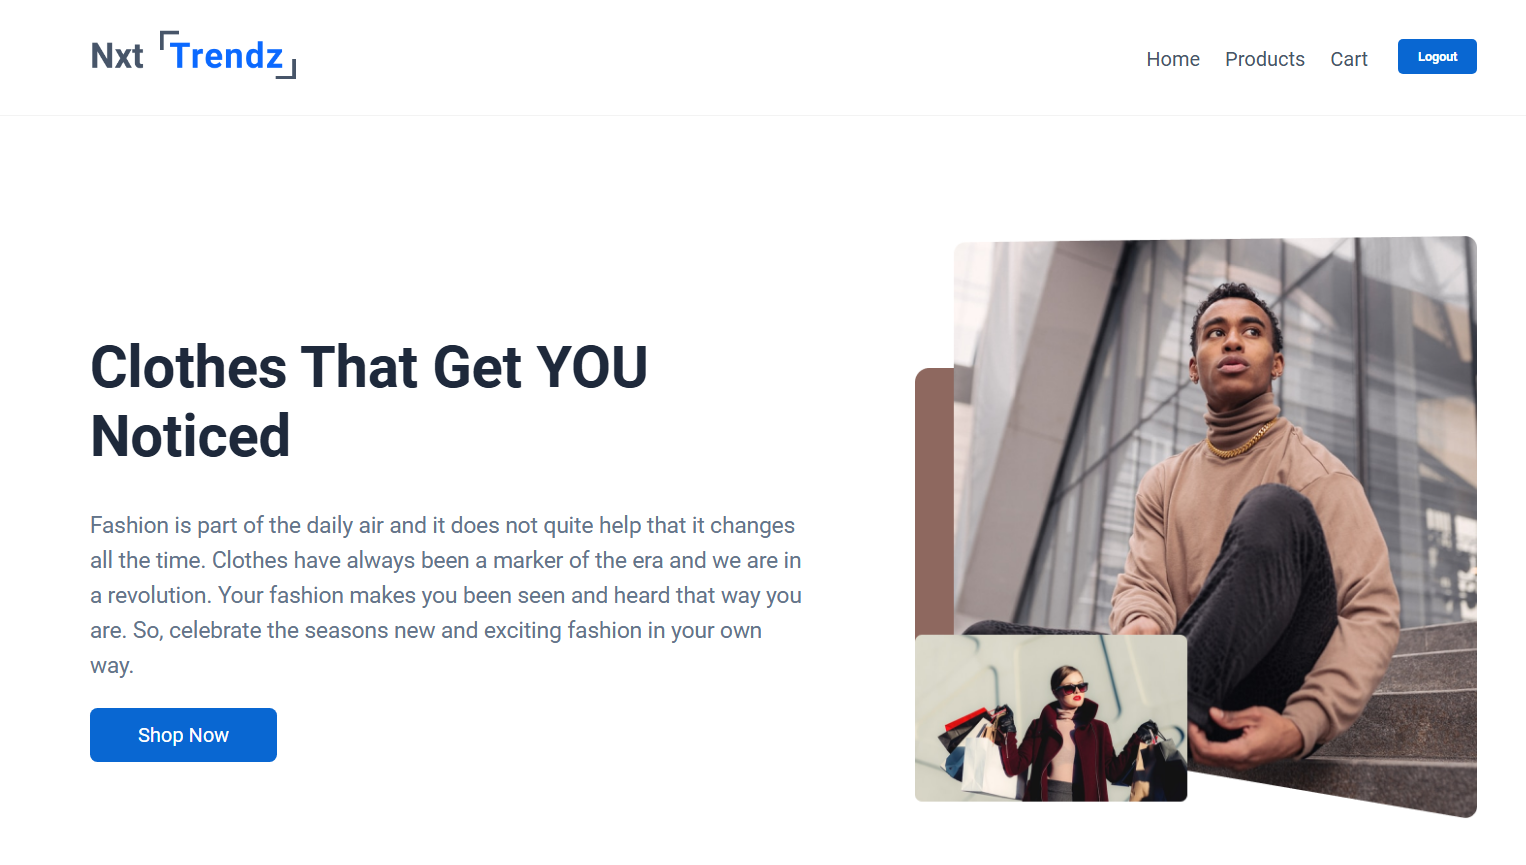 Nxt Trendz
Home Products Cart Logout
Clothes That Get YOU
Noticed
Fashion is part of the daily air and it does not quite help that it changes
all the time. Clothes have always been a marker of the era and we are in
a revolution. Your fashion makes you been seen and heard that way you
are. So, celebrate the seasons new and exciting fashion in your own
way.
Shop Now